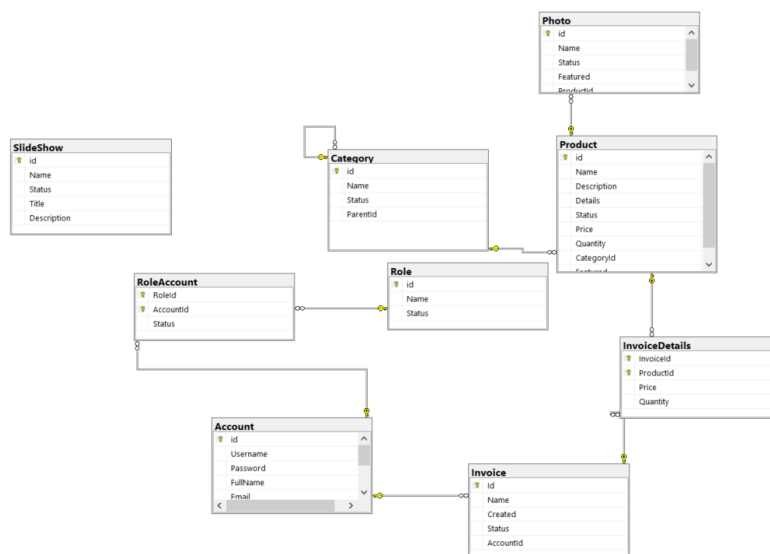 Photo
id
Name
Status
Featured
ProductId
SlideShow
id
Name
Status
Title
Description
Category
id
Name
Status
ParentId
Product
id
Name
Description
Details
Status
Price
Quantity
CategoryId
Featured
RoleAccount
RoleId
AccountId
Status
Role
id
Name
Status
InvoiceDetails
InvoiceId
ProductId
Price
Quantity
Account
id
Username
Password
FullName
Email
Invoice
Id
Name
Created
Status
AccountId